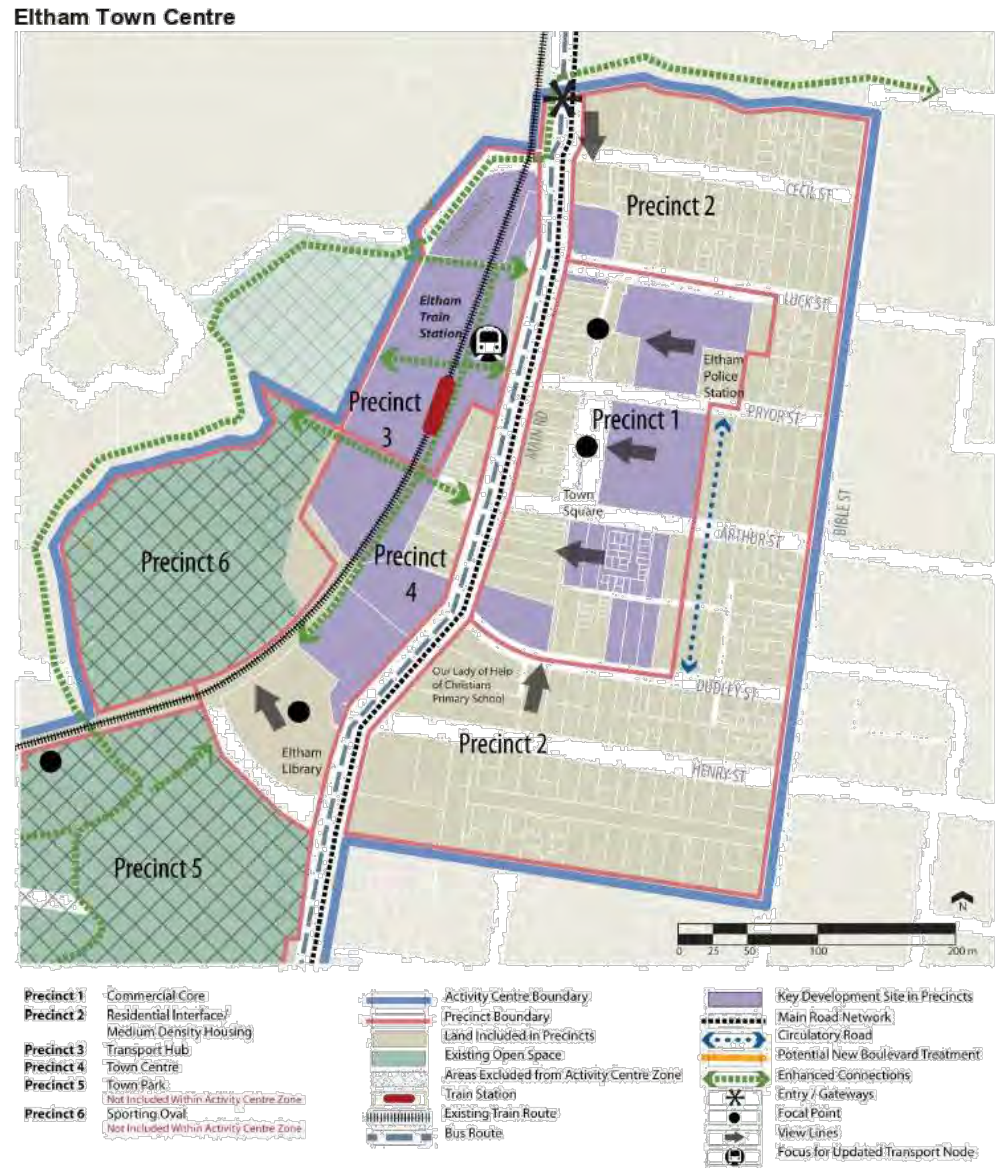 Eltham Town Centre
CECIL ST
Precinct 2
LUCK ST
Eltham
Train
Station
Eltham
Police
Station
Precinct
3
Precinct 1
PRYOR ST
MAIN RD
Town
Square
ARTHUR ST
BIBLE ST
Precinct 6
Precinct
4
Our Lady of Help
of Christians
Primary School
DUDLEY ST
Precinct 2
Eltham
Library
HENRY ST
Precinct 5
N
0 25 50 100 200 m
Precinct 1 Commercial Core
Precinct 2 Residential Interface/
Medium Density Housing
Precinct 3 Transport Hub
Precinct 4 Town Centre
Precinct 5 Town Park
Not Included Within Activity Centre Zone
Precinct 6 Sporting Oval
Not Included Within Activity Centre Zone
Activity Centre Boundary
Precinct Boundary
Land Included in Precincts
Existing Open Space
Areas Excluded from Activity Centre Zone
Train Station
Existing Train Route
Bus Route
Key Development Site in Precincts
Main Road Network
Circulatory Road
Potential New Boulevard Treatment
Enhanced Connections
Entry / Gateways
Focal Point
View Lines
Focus for Updated Transport Node